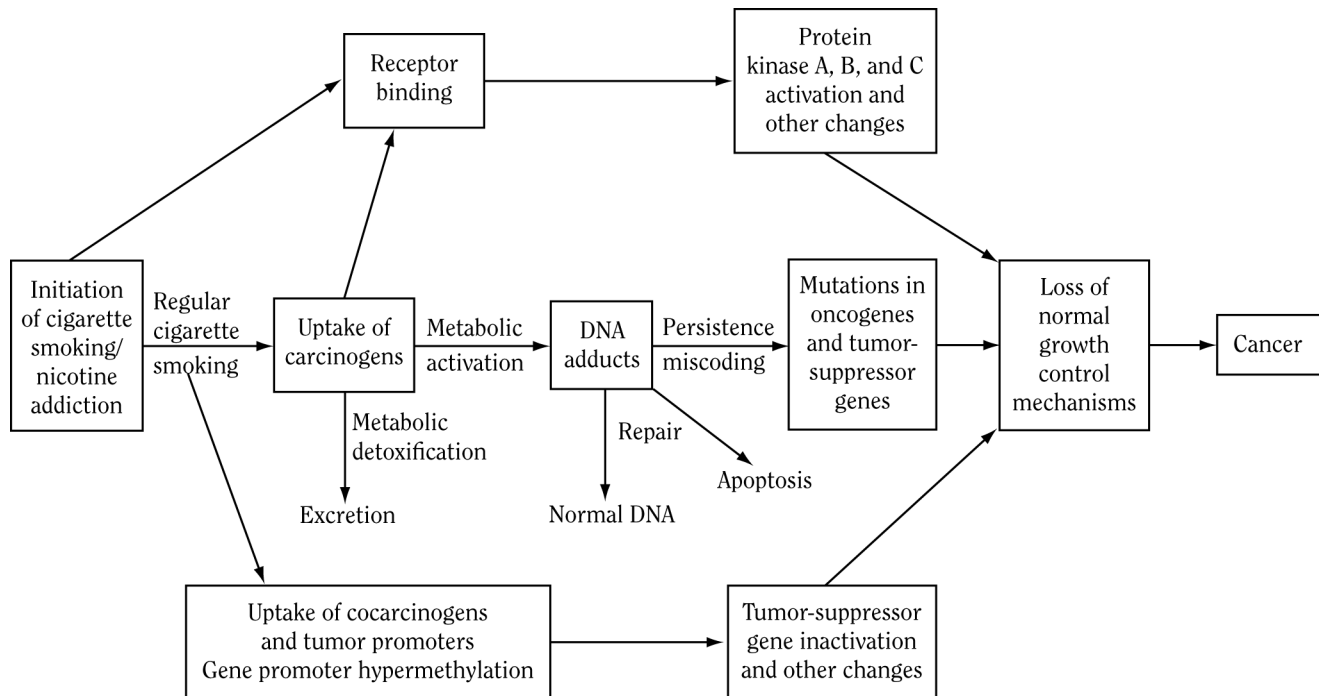 Receptor
binding
Protein
kinase A, B, and C
activation and
other changes
Initiation
of cigarette
smoking/
nicotine
addiction
Regular
cigarette
smoking
Uptake of
carcinogens
Metabolic
activation
DNA
adducts
Persistence
miscoding
Mutations in
oncogenes
and tumor-
suppressor
genes
Loss of
normal
growth
control
mechanisms
Cancer
Metabolic
detoxification
Excretion
Repair
Normal DNA
Apoptosis
Uptake of cocarcinogens
and tumor promoters
Gene promoter hypermethylation
Tumor-suppressor
gene inactivation
and other changes